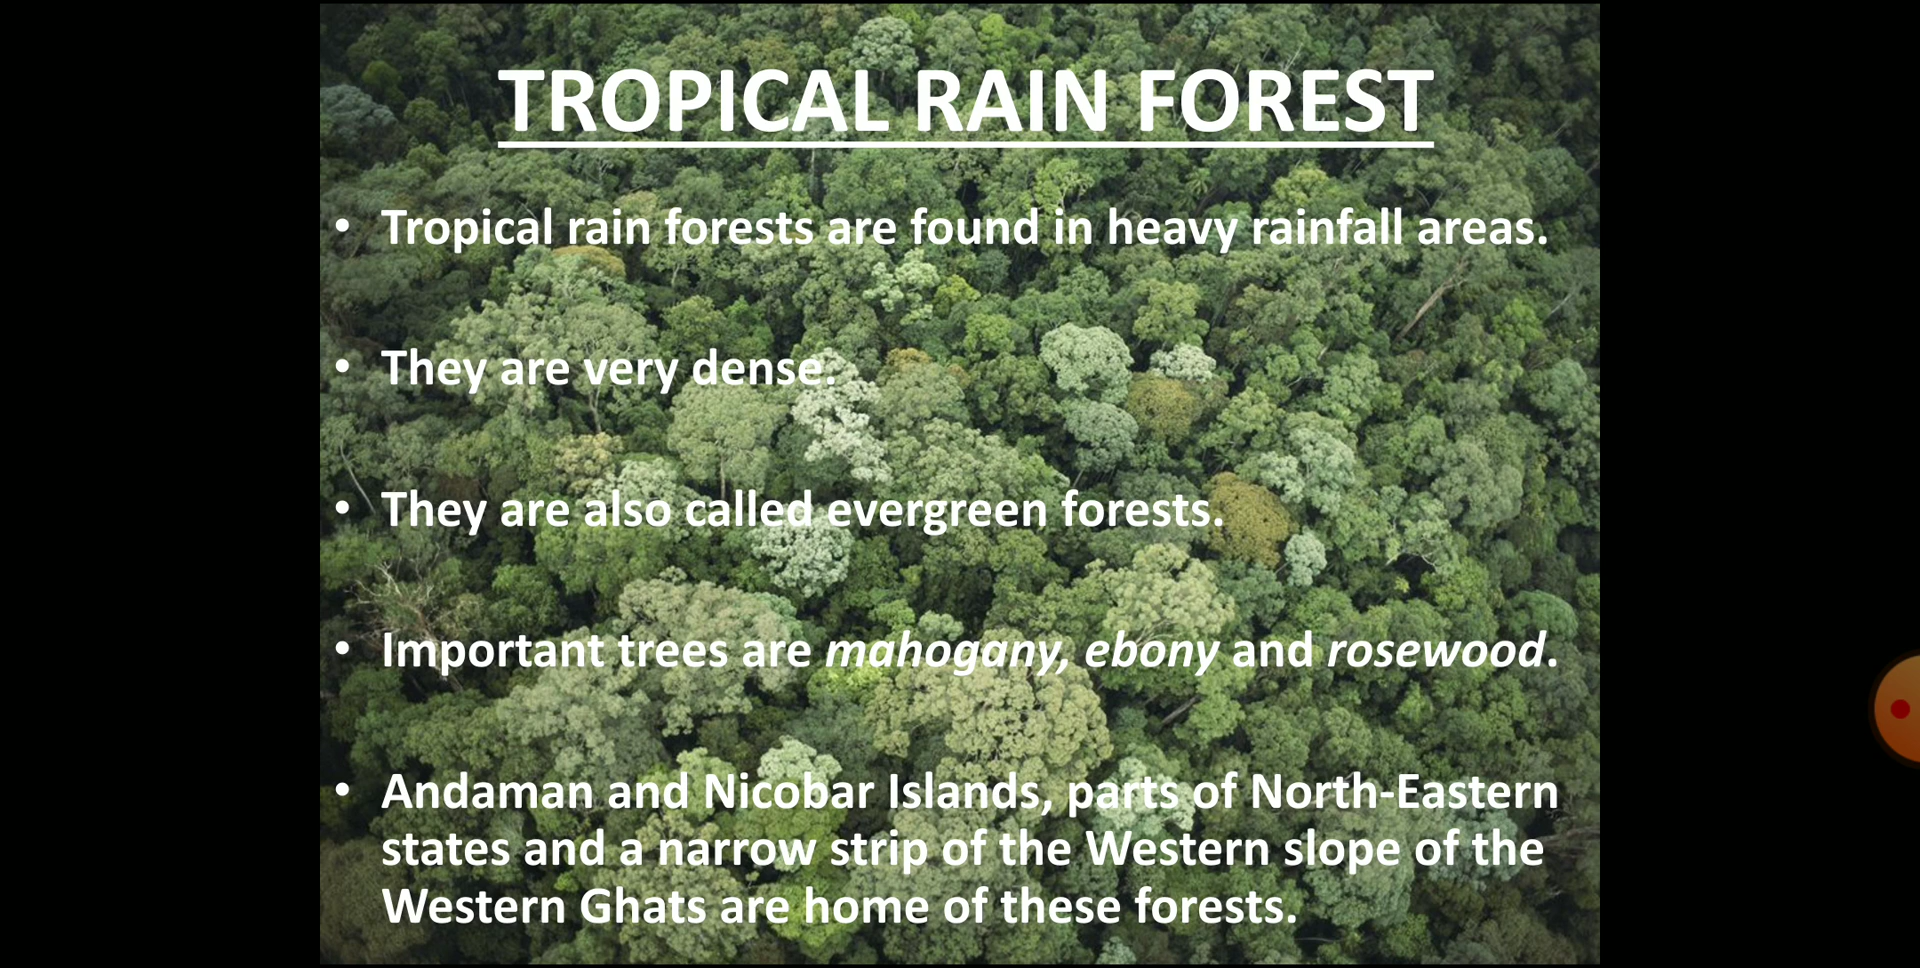 TROPICAL RAIN FOREST
• Tropical rain forests are found in heavy rainfall areas.
• They are very dense.
• They are also called evergreen forests.
• Important trees are mahogany, ebony and rosewood.
• Andaman and Nicobar Islands, parts of North-Eastern
states and a narrow strip of the Western slope of the
Western Ghats are home of these forests.